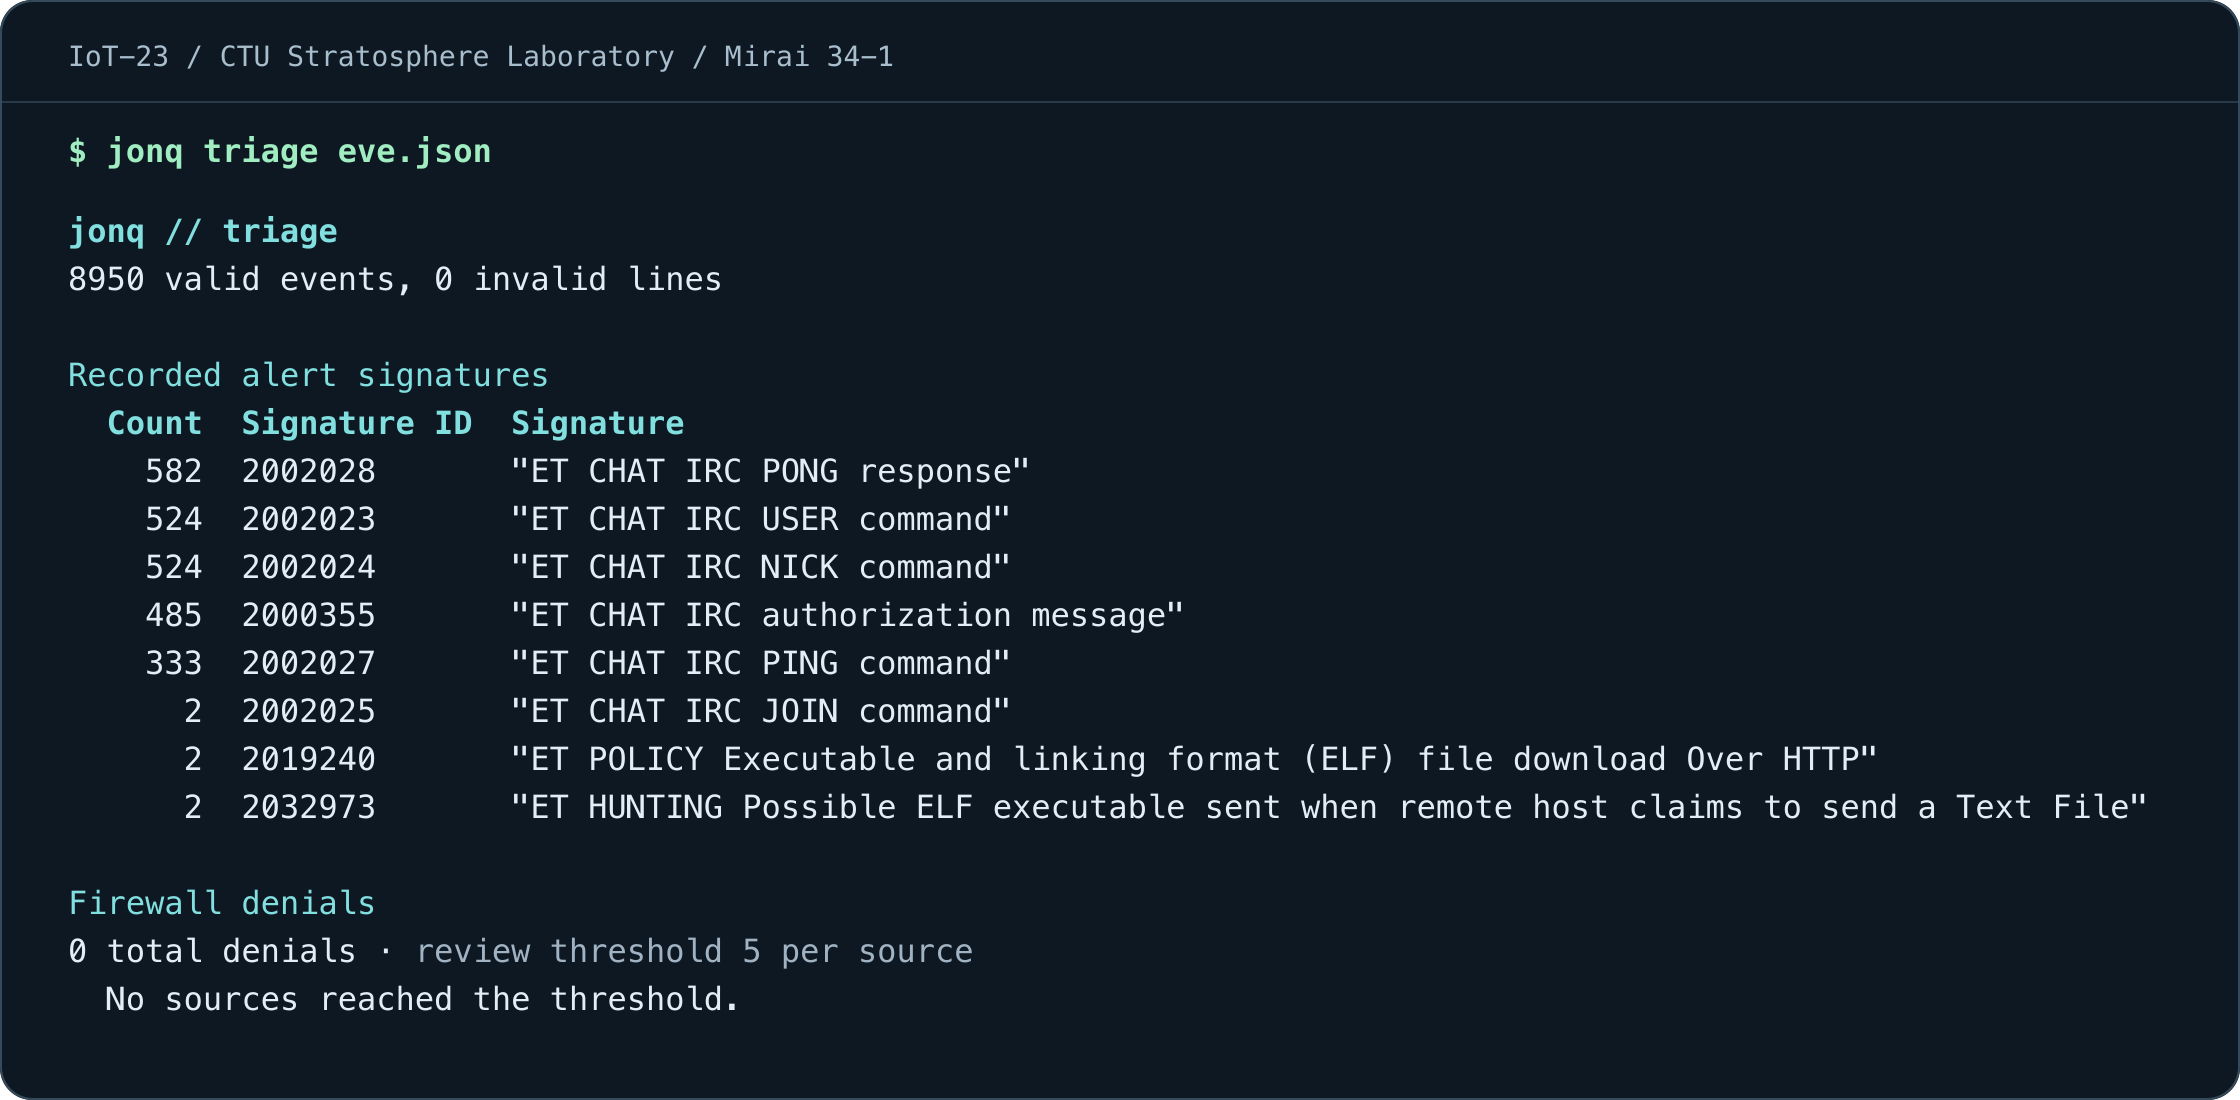 IoT–23 / CTU Stratosphere Laboratory / Mirai 34–1
$ jonq triage eve.json
jonq // triage
8950 valid events, 0 invalid lines
Recorded alert signatures
Count  Signature ID  Signature
582  2002028  "ET CHAT IRC PONG response"
524  2002023  "ET CHAT IRC USER command"
524  2002024  "ET CHAT IRC NICK command"
485  2000355  "ET CHAT IRC authorization message"
333  2002027  "ET CHAT IRC PING command"
2  2002025  "ET CHAT IRC JOIN command"
2  2019240  "ET POLICY Executable and linking format (ELF) file download Over HTTP"
2  2032973  "ET HUNTING Possible ELF executable sent when remote host claims to send a Text File"
Firewall denials
0 total denials · review threshold 5 per source
No sources reached the threshold.